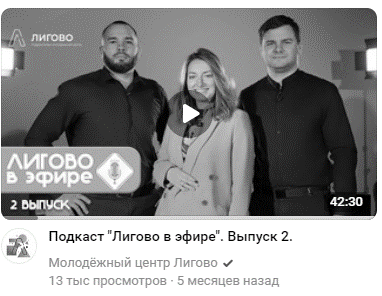 ЛИГОВО
ЛИГОВО
В ЭФИРЕ
2 ВЫПУСК
42:30
Подкаст "Лигово в эфире". Выпуск 2.
Молодёжный центр Лигово
13 тыс просмотров · 5 месяцев назад